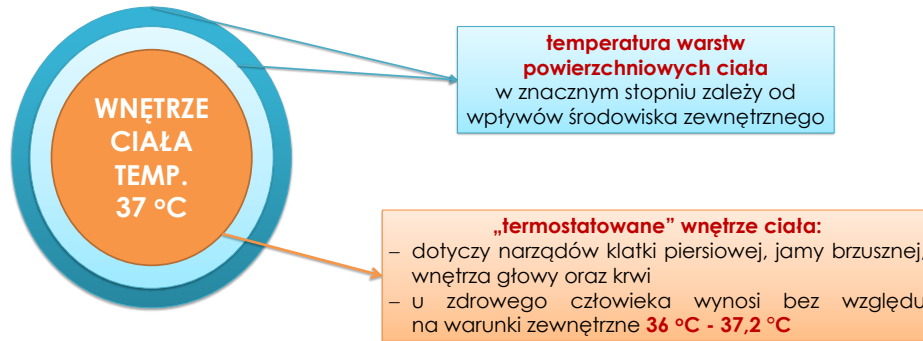 WNĘTRZE
CIAŁA
TEMP.
37 °C
temperatura warstw
powierzchniowych ciała
w znacznym stopniu zależy od
wpływów środowiska zewnętrznego
„termostatowane” wnętrze ciała:
– dotyczy narządów klatki piersiowej, jamy brzusznej,
wnętrza głowy oraz krwi
– u zdrowego człowieka wynosi bez względu
na warunki zewnętrzne 36 °C - 37,2 °C